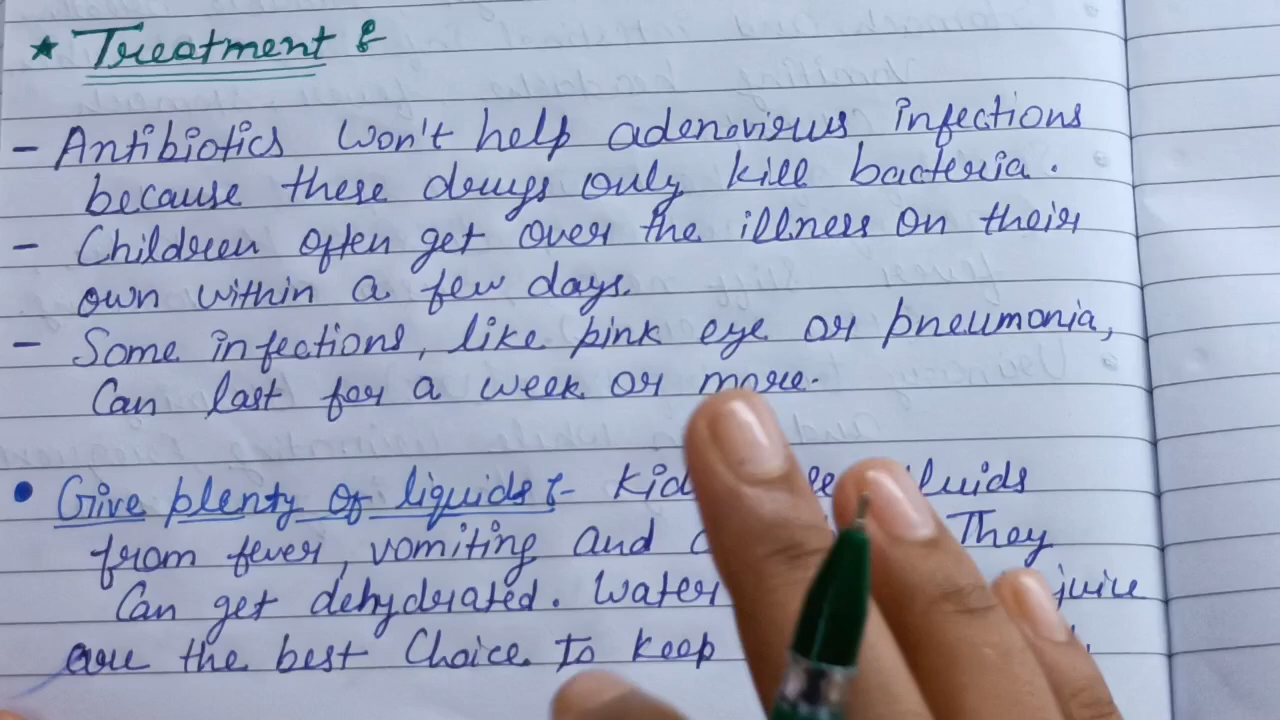 ★ Treatment :-
- Antibiotics won't help adenovirus infections
because these drugs only kill bacteria.
- Children often get over the illness on their
own within a few days.
- Some infections, like pink eye or pneumonia,
Can last for a week or more.
• Give plenty of liquids :- Kid
from fever, vomiting and They
Can get dehydrated. Water juice
are the best Choice to keep